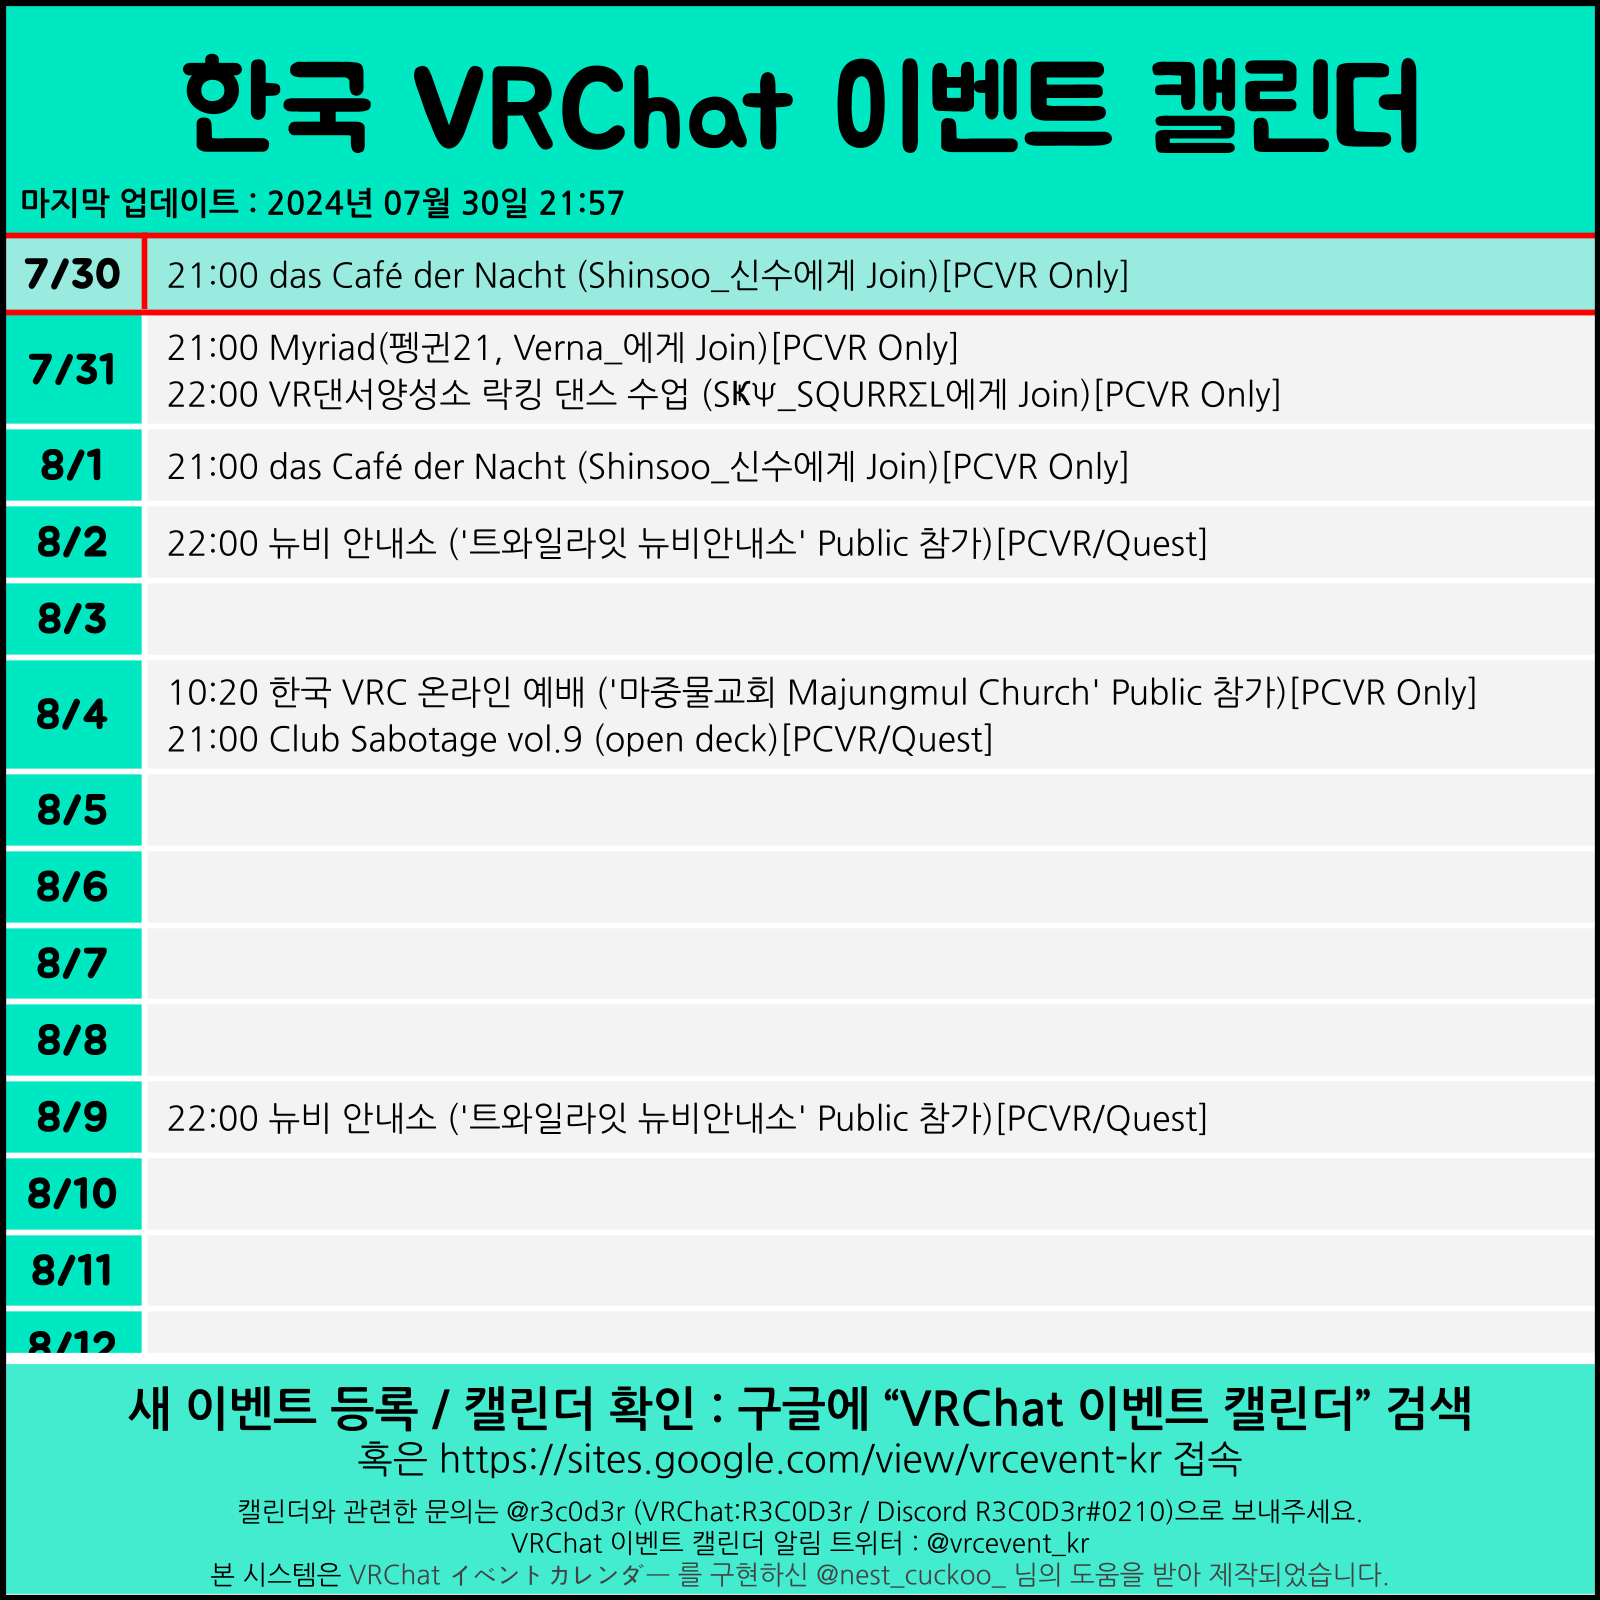 한국 VRChat 이벤트 캘린더
마지막 업데이트 : 2024년 07월 30일 21:57
7/30
21:00 das Café der Nacht (Shinsoo_신수에게 Join)[PCVR Only]
7/31
21:00 Myriad(펭귄21, Verna_에게 Join)[PCVR Only]
22:00 VR댄서양성소 락킹 댄스 수업 (S₭Ψ_SQURRΣL에게 Join)[PCVR Only]
8/1
21:00 das Café der Nacht (Shinsoo_신수에게 Join)[PCVR Only]
8/2
22:00 뉴비 안내소 ('트와일라잇 뉴비안내소' Public 참가)[PCVR/Quest]
8/3
8/4
10:20 한국 VRC 온라인 예배 ('마중물교회 Majungmul Church' Public 참가)[PCVR Only]
21:00 Club Sabotage vol.9 (open deck)[PCVR/Quest]
8/5
8/6
8/7
8/8
8/9
22:00 뉴비 안내소 ('트와일라잇 뉴비안내소' Public 참가)[PCVR/Quest]
8/10
8/11
8/12
새 이벤트 등록 / 캘린더 확인 : 구글에 “VRChat 이벤트 캘린더” 검색
혹은 https://sites.google.com/view/vrcevent-kr 접속
캘린더와 관련한 문의는 @r3c0d3r (VRChat:R3C0D3r / Discord R3C0D3r#0210)으로 보내주세요.
VRChat 이벤트 캘린더 알림 트위터 : @vrcevent_kr
본 시스템은 VRChat イベントカレンダー 를 구현하신 @nest_cuckoo_ 님의 도움을 받아 제작되었습니다.